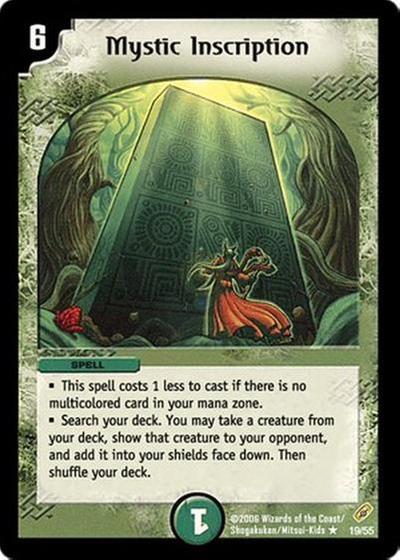 6
Mystic Inscription
SPELL
▪ This spell costs 1 less to cast if there is no
multicolored card in your mana zone.
▪ Search your deck. You may take a creature from
your deck, show that creature to your opponent,
and add it into your shields face down. Then
shuffle your deck.
1
©2006 Wizards of the Coast/
Shogakukan/Mitsui-Kids ★ 19/55